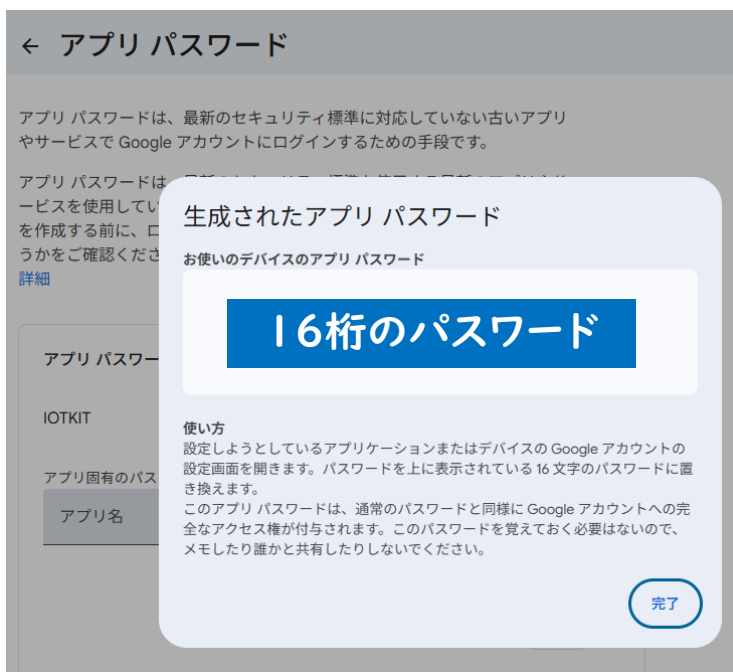 ← アプリ パスワード
アプリ パスワードは、最新のセキュリティ標準に対応していない古いアプリ
やサービスで Google アカウントにログインするための手段です。
アプリ パスワードは
ービスを使用してい
を作成する前に、ロ
うかをご確認くださ
詳細
アプリ パスワー
IOTKIT
アプリ固有のパス
アプリ名
生成されたアプリ パスワード
お使いのデバイスのアプリ パスワード
16桁のパスワード
使い方
設定しようとしているアプリケーションまたはデバイスの Google アカウントの
設定画面を開きます。パスワードを上に表示されている 16 文字のパスワードに置
き換えます。
このアプリ パスワードは、通常のパスワードと同様に Google アカウントへの完
全なアクセス権が付与されます。このパスワードを覚えておく必要はないので、
メモしたり誰かと共有したりしないでください。
完了